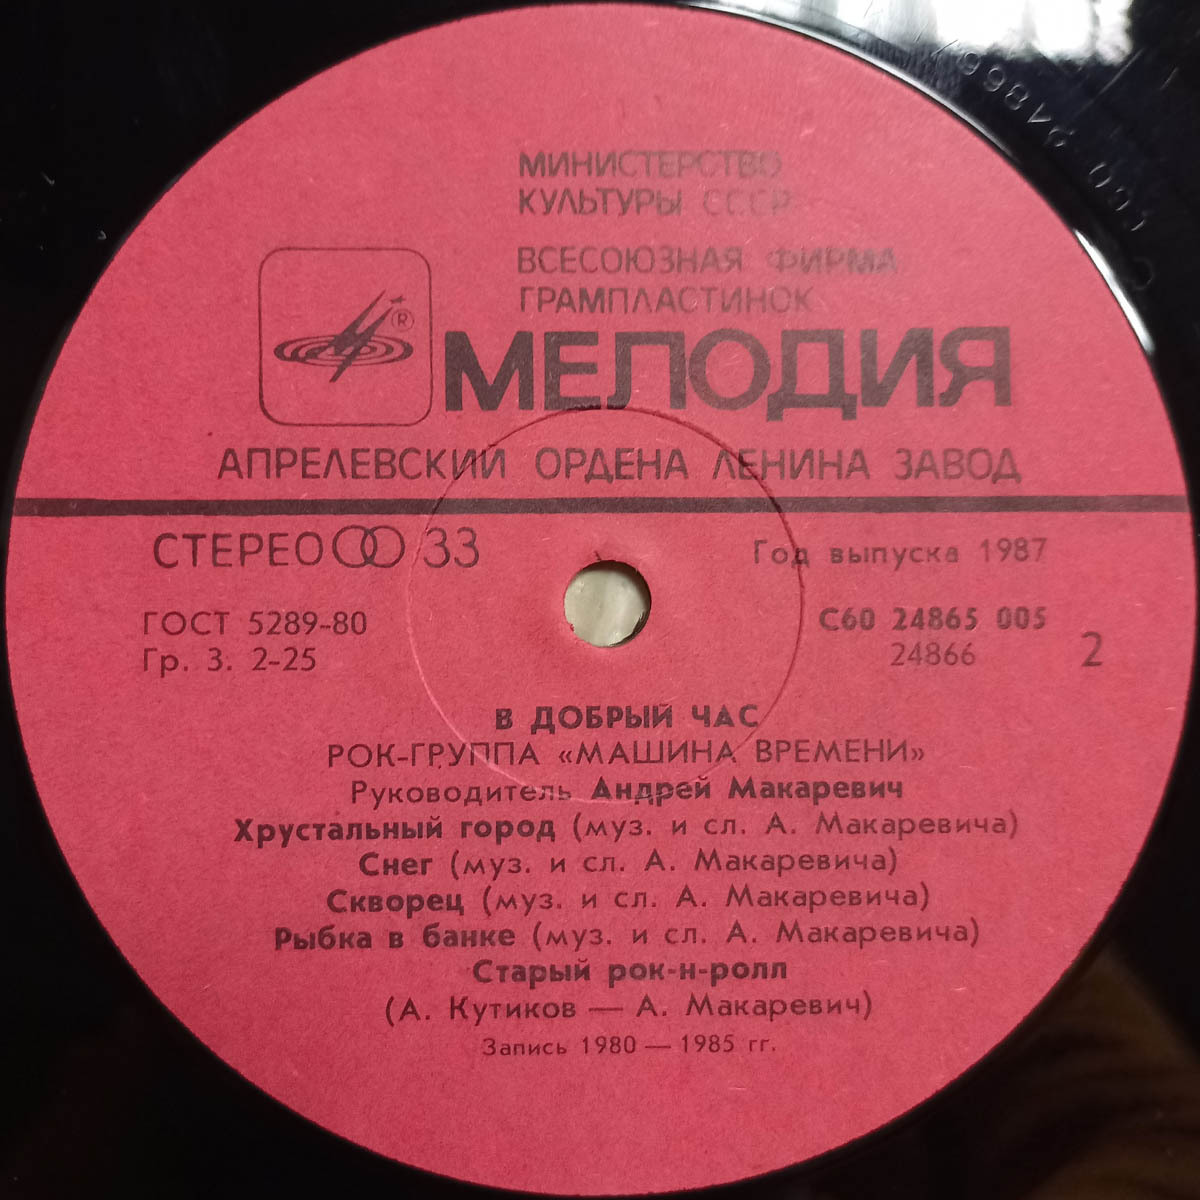 МИНИСТЕРСТВО
КУЛЬТУРЫ СССР
ВСЕСОЮЗНАЯ ФИРМА
ГРАМПЛАСТИНОК
®
МЕЛОДИЯ
АПРЕЛЕВСКИЙ ОРДЕНА ЛЕНИНА ЗАВОД
СТЕРЕО 33
Год выпуска 1987
ГОСТ 5289-80
С60 24865 005
Гр. 3. 2-25
24866
2
В ДОБРЫЙ ЧАС
РОК-ГРУППА «МАШИНА ВРЕМЕНИ»
Руководитель Андрей Макаревич
Хрустальный город (муз. и сл. А. Макаревича)
Снег (муз. и сл. А. Макаревича)
Скворец (муз. и сл. А. Макаревича)
Рыбка в банке (муз. и сл. А. Макаревича)
Старый рок-н-ролл
(А. Кутиков — А. Макаревич)
Запись 1980 — 1985 гг.